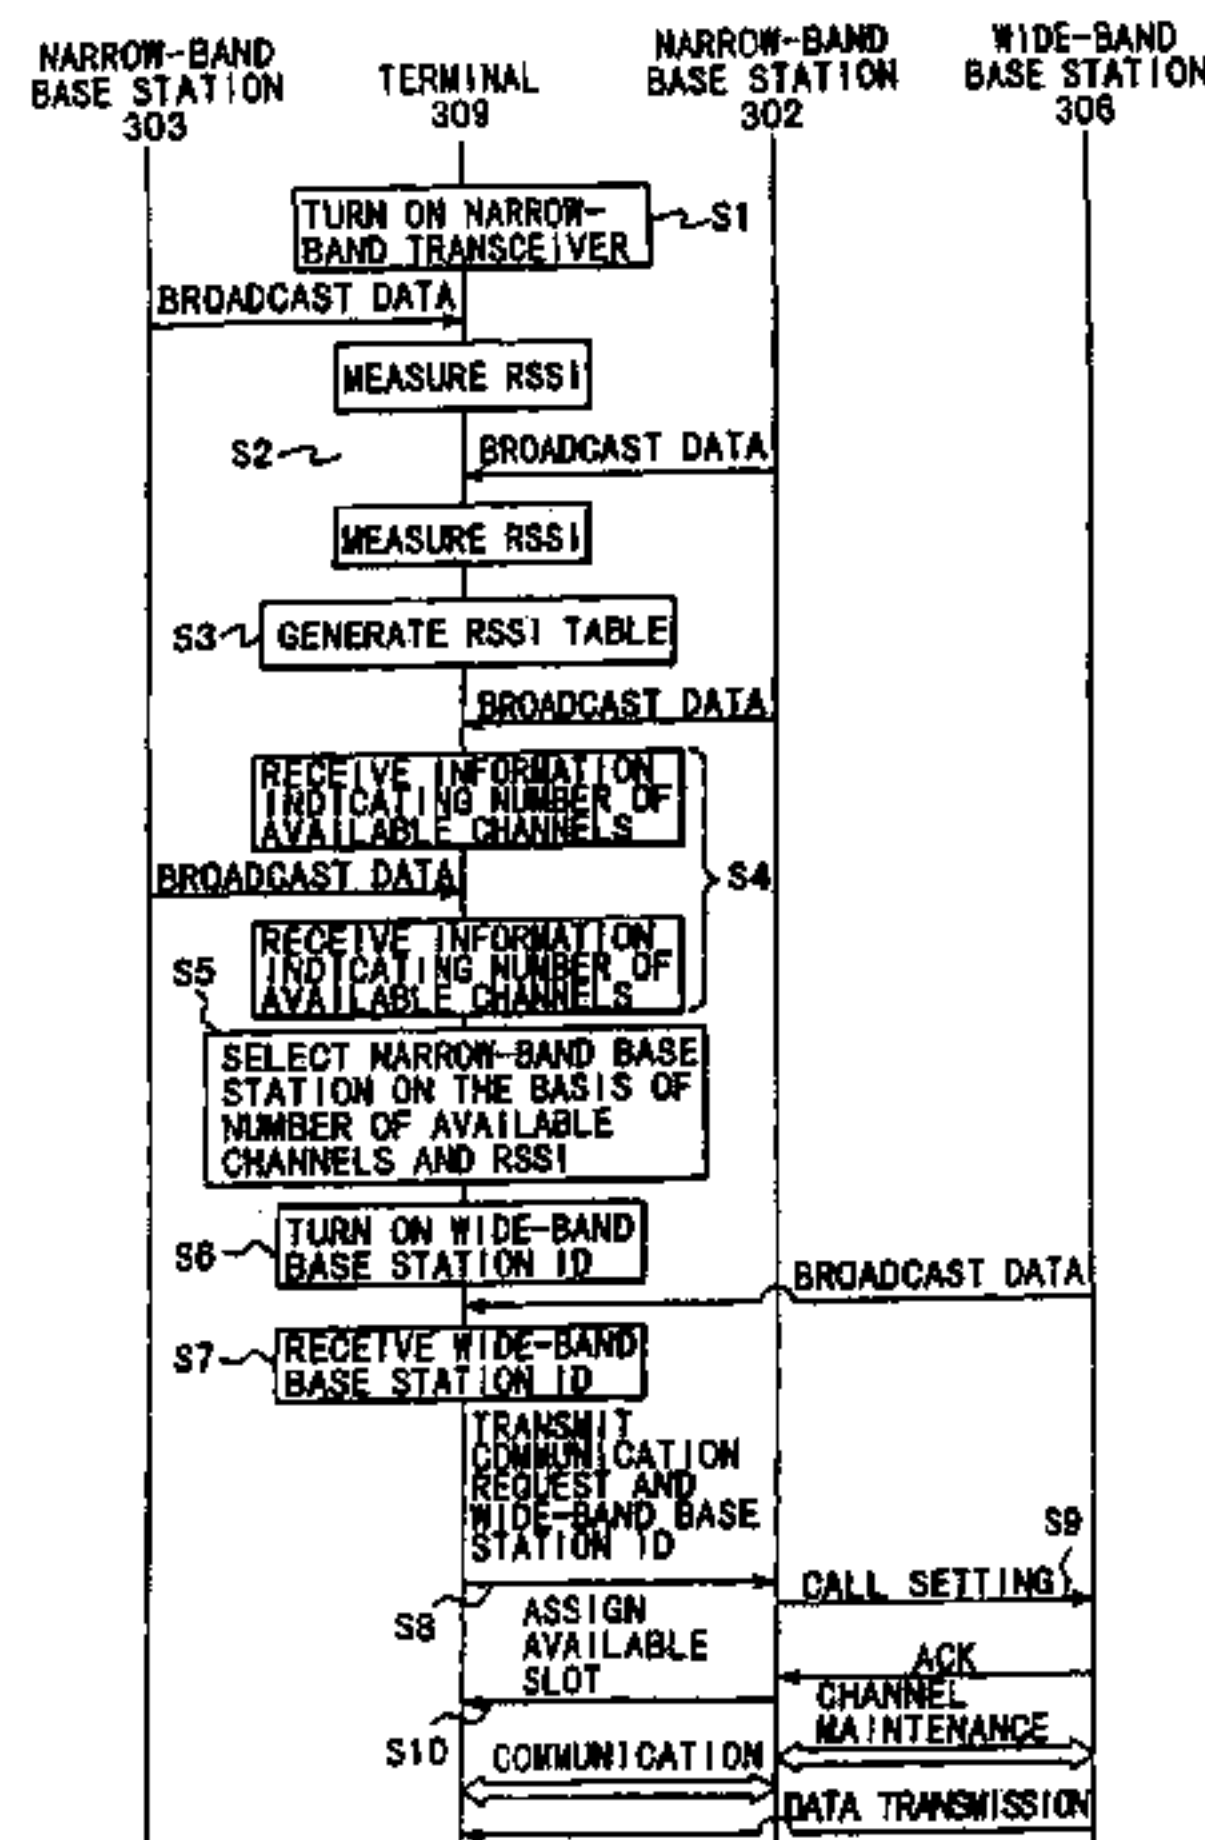 NARROW-BAND
BASE STATION
303
TERMINAL
309
NARROW-BAND
BASE STATION
302
WIDE-BAND
BASE STATION
306
TURN ON NARROW-
BAND TRANSCEIVER
S1
BROADCAST DATA
MEASURE RSSI
S2
BROADCAST DATA
MEASURE RSSI
S3
GENERATE RSSI TABLE
BROADCAST DATA
RECEIVE INFORMATION
INDICATING NUMBER OF
AVAILABLE CHANNELS
BROADCAST DATA
S4
RECEIVE INFORMATION
INDICATING NUMBER OF
AVAILABLE CHANNELS
S5
SELECT NARROW-BAND BASE
STATION ON THE BASIS OF
NUMBER OF AVAILABLE
CHANNELS AND RSSI
S6
TURN ON WIDE-BAND
BASE STATION ID
BROADCAST DATA
S7
RECEIVE WIDE-BAND
BASE STATION ID
TRANSMIT
COMMUNICATION
REQUEST AND
WIDE-BAND BASE
STATION ID
S9
CALL SETTING
S8
ASSIGN
AVAILABLE
SLOT
ACK
CHANNEL
MAINTENANCE
S10
COMMUNICATION
DATA TRANSMISSION